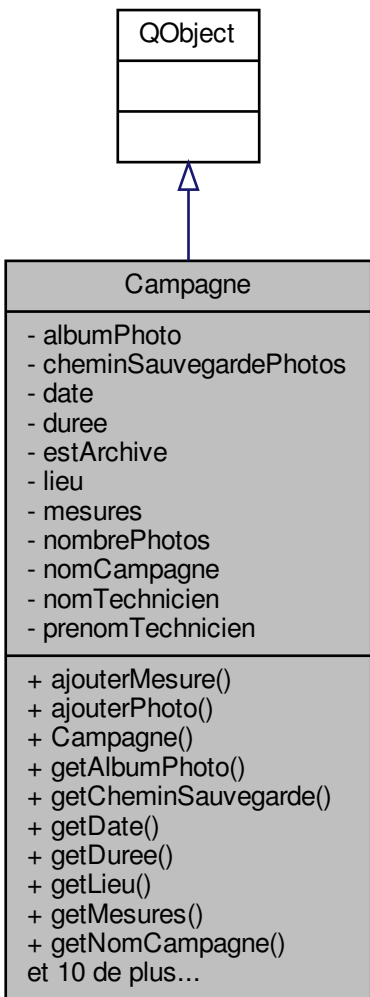 QObject
Campagne
- albumPhoto
- cheminSauvegardePhotos
- date
- duree
- estArchive
- lieu
- mesures
- nombrePhotos
- nomCampagne
- nomTechnicien
- prenomTechnicien
+ ajouterMesure()
+ ajouterPhoto()
+ Campagne()
+ getAlbumPhoto()
+ getCheminSauvegarde()
+ getDate()
+ getDuree()
+ getLieu()
+ getMesures()
+ getNomCampagne()
et 10 de plus...